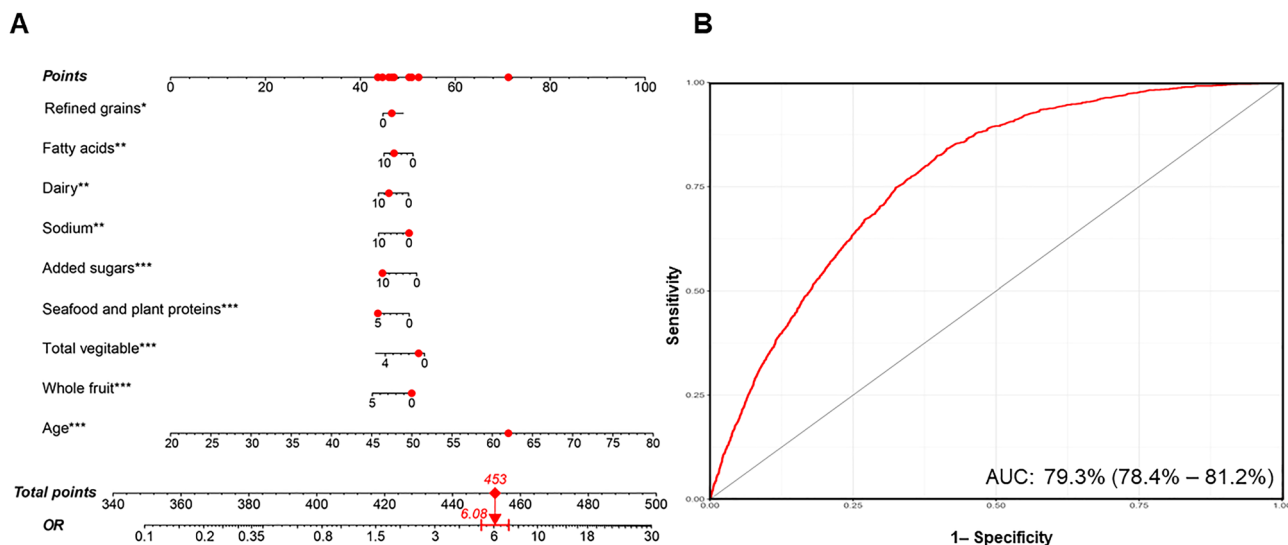 A
Points
0 20 40 60 80 100
Refined grains*
0
Fatty acids**
10 0
Dairy**
10 0
Sodium**
10 0
Added sugars***
10 0
Seafood and plant proteins***
5 0
Total vegitable***
4 0
Whole fruit***
5 0
Age***
20 25 30 35 40 45 50 55 60 65 70 75 80
453
Total points
340 360 380 400 420 440 460 480 500
6.08
OR
0.1 0.2 0.35 0.8 1.5 3 6 10 18 30
B
Sensitivity
1.00
0.75
0.50
0.25
0.00
AUC: 79.3% (78.4% – 81.2%)
0.00 0.25 0.50 0.75 1.00
1– Specificity